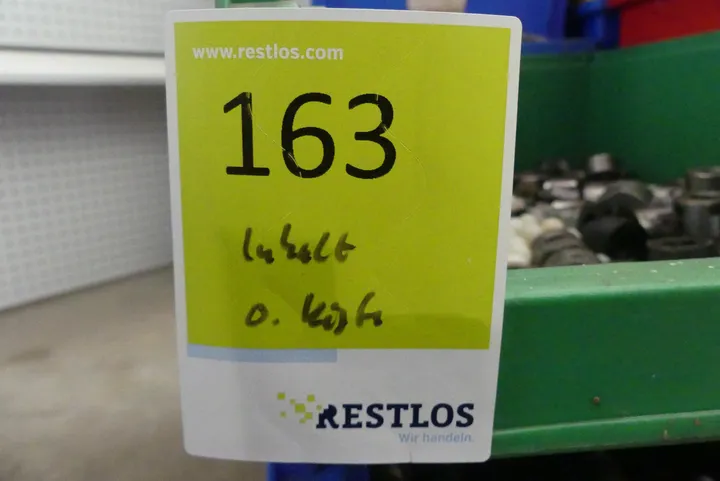 www.restlos.com
163
Inhalt
o. Kiste
RESTLOS
Wir handeln.